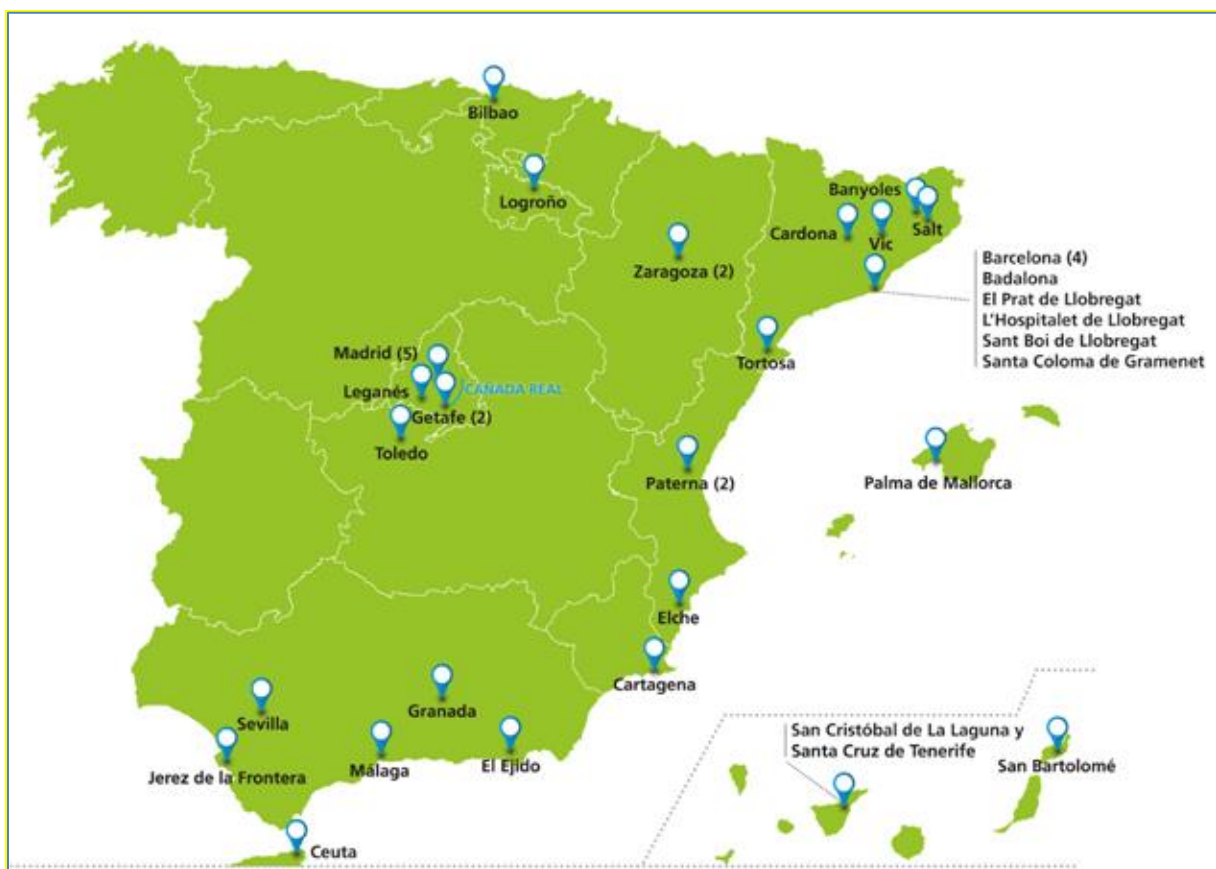 Bilbao
Logroño
Banyoles
Salt
Cardona
Vic
Zaragoza (2)
Barcelona (4)
Badalona
El Prat de Llobregat
L'Hospitalet de Llobregat
Sant Boi de Llobregat
Santa Coloma de Gramenet
Tortosa
Madrid (5)
Leganés
CAÑADA REAL
Getafe (2)
Toledo
Paterna (2)
Palma de Mallorca
Elche
Cartagena
Granada
Sevilla
Jerez de la Frontera
Málaga
El Ejido
San Cristóbal de La Laguna y
Santa Cruz de Tenerife
San Bartolomé
Ceuta